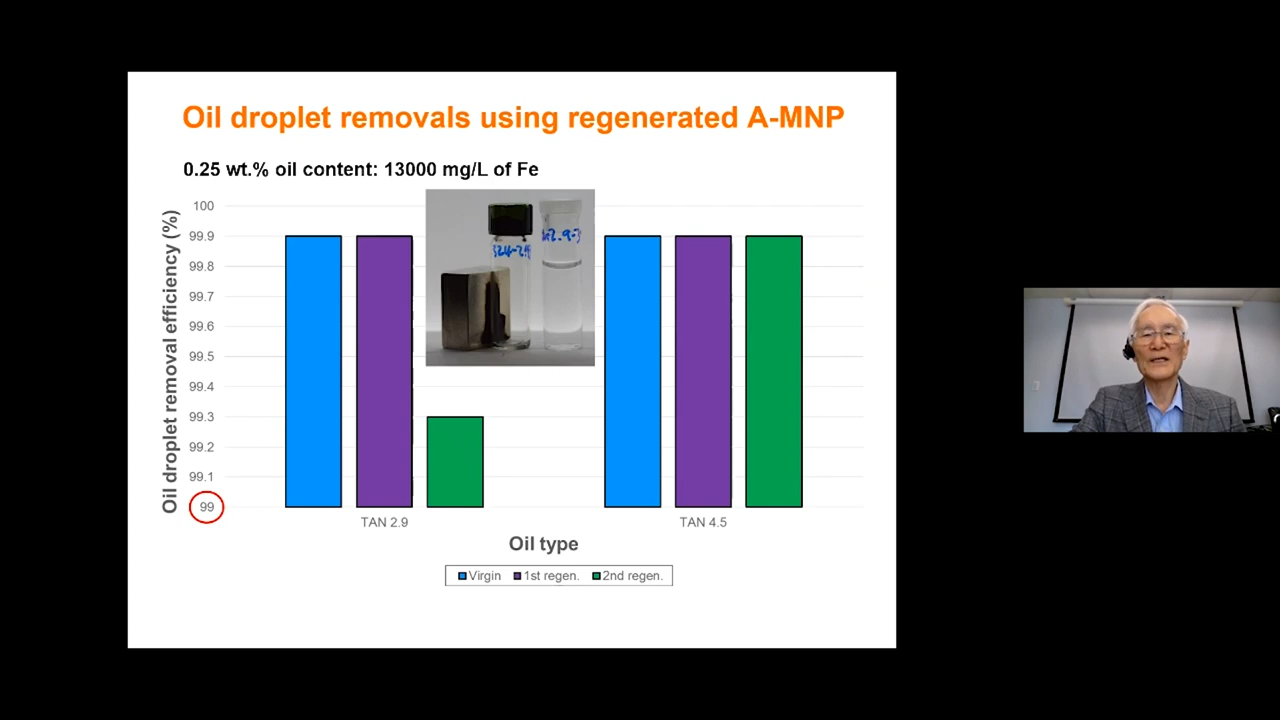 Oil droplet removals using regenerated A-MNP
0.25 wt.% oil content: 13000 mg/L of Fe
Oil droplet removal efficiency (%)
100
99.9
99.8
99.7
99.6
99.5
99.4
99.3
99.2
99.1
99
TAN 2.9
TAN 4.5
Oil type
Virgin 1st regen. 2nd regen.